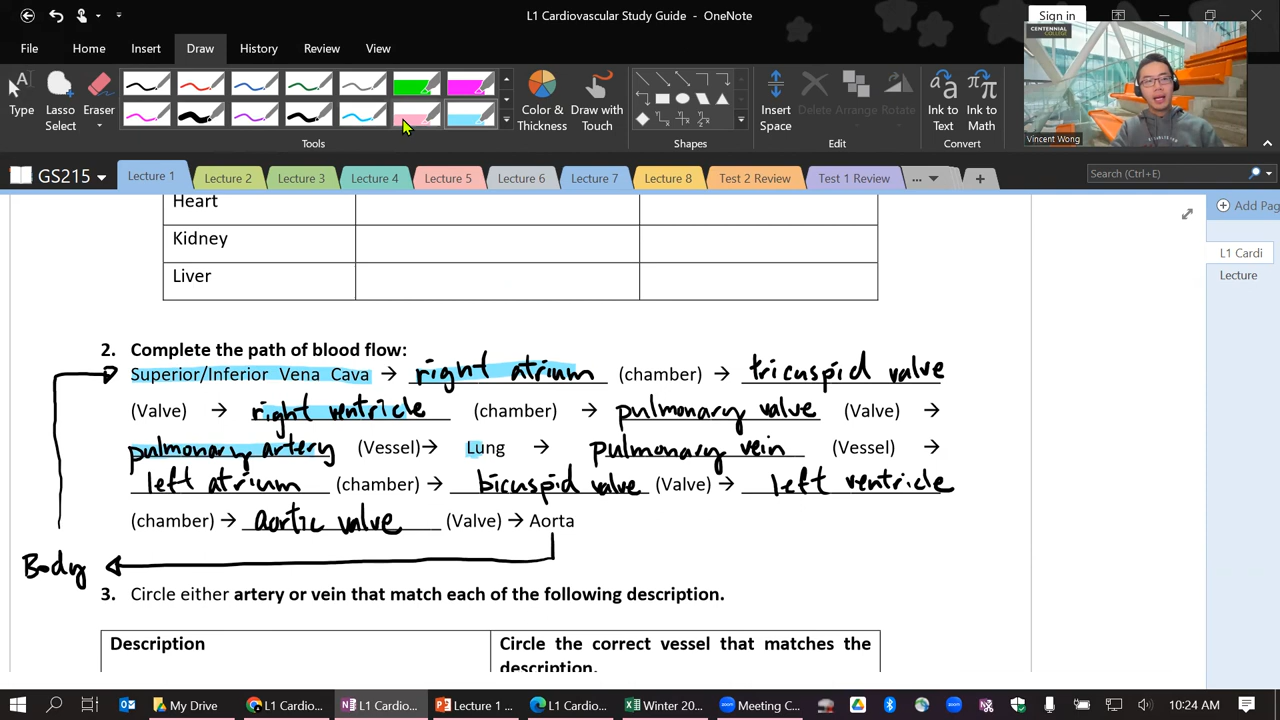 L1 Cardiovascular Study Guide - OneNote
Sign in
File Home Insert Draw History Review View
CENTENNIAL COLLEGE
Type Lasso Select Eraser
Color & Thickness Draw with Touch
Insert Space Delete Arrange Rotate
Ink to Text Ink to Math
Tools Shapes Edit Convert
Vincent Wong
GS215 Lecture 1 Lecture 2 Lecture 3 Lecture 4 Lecture 5 Lecture 6 Lecture 7 Lecture 8 Test 2 Review Test 1 Review ... Search (Ctrl+E)
Add Pag
L1 Cardi
Lecture
Heart
Kidney
Liver
2. Complete the path of blood flow:
Superior/Inferior Vena Cava → right atrium (chamber) → tricuspid valve
(Valve) → right ventricle (chamber) → pulmonary valve (Valve) →
pulmonary artery (Vessel)→ Lung → pulmonary vein (Vessel) →
left atrium (chamber) → bicuspid valve (Valve) → left ventricle
(chamber) → aortic valve (Valve) → Aorta
Body
3. Circle either artery or vein that match each of the following description.
Description Circle the correct vessel that matches the
description.
My Drive L1 Cardio... L1 Cardio... Lecture 1 ... L1 Cardio... Winter 20... Meeting C... 10:24 AM